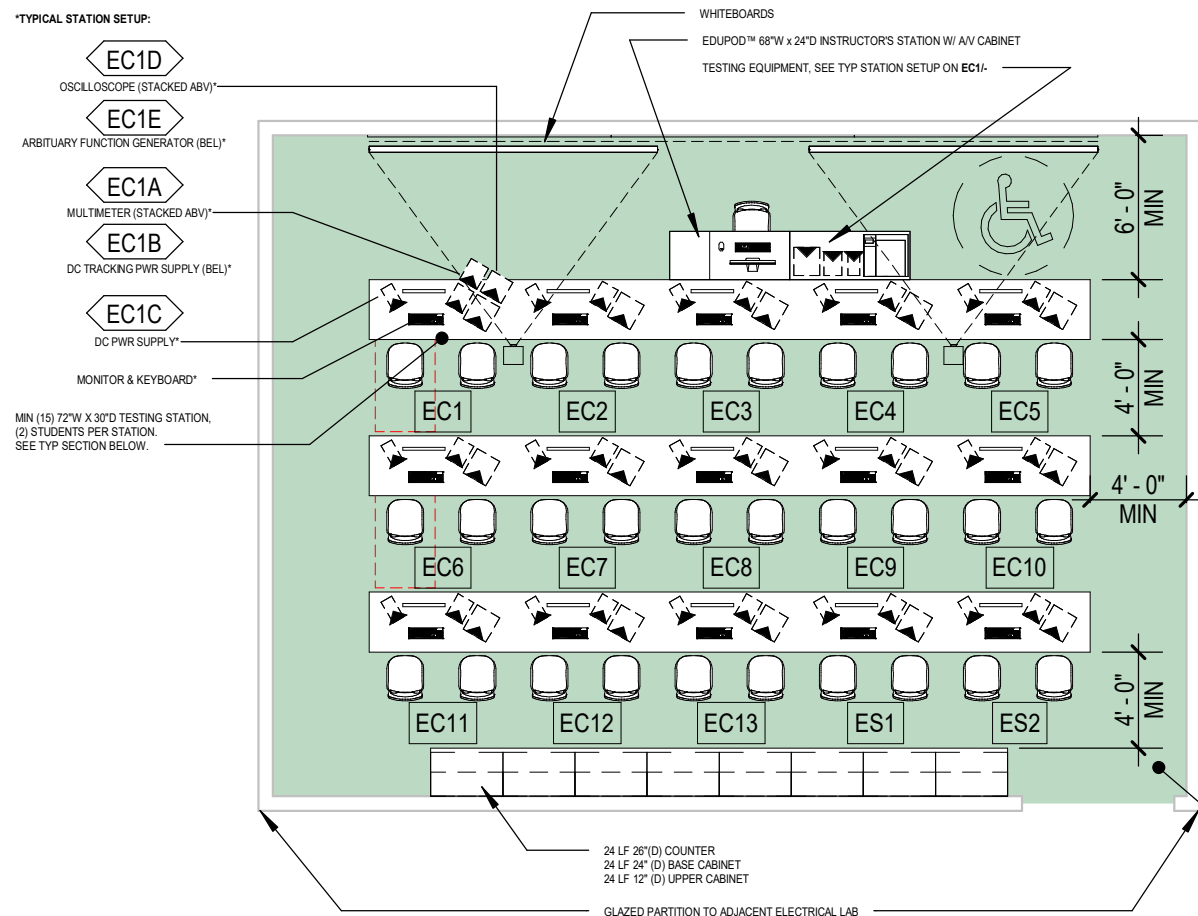 *TYPICAL STATION SETUP:
EC1D
OSCILLOSCOPE (STACKED ABV)*
EC1E
ARBITUARY FUNCTION GENERATOR (BEL)*
EC1A
MULTIMETER (STACKED ABV)*
EC1B
DC TRACKING PWR SUPPLY (BEL)*
EC1C
DC PWR SUPPLY*
MONITOR & KEYBOARD*
MIN (15) 72"W X 30"D TESTING STATION,
(2) STUDENTS PER STATION.
SEE TYP SECTION BELOW.
WHITEBOARDS
EDUPOD™ 68"W x 24"D INSTRUCTOR'S STATION W/ A/V CABINET
TESTING EQUIPMENT, SEE TYP STATION SETUP ON EC1/-
6' - 0"
MIN
EC1
EC2
EC3
EC4
EC5
4' - 0"
MIN
4' - 0"
MIN
EC6
EC7
EC8
EC9
EC10
EC11
EC12
EC13
ES1
ES2
4' - 0"
MIN
24 LF 26"(D) COUNTER
24 LF 24" (D) BASE CABINET
24 LF 12" (D) UPPER CABINET
GLAZED PARTITION TO ADJACENT ELECTRICAL LAB